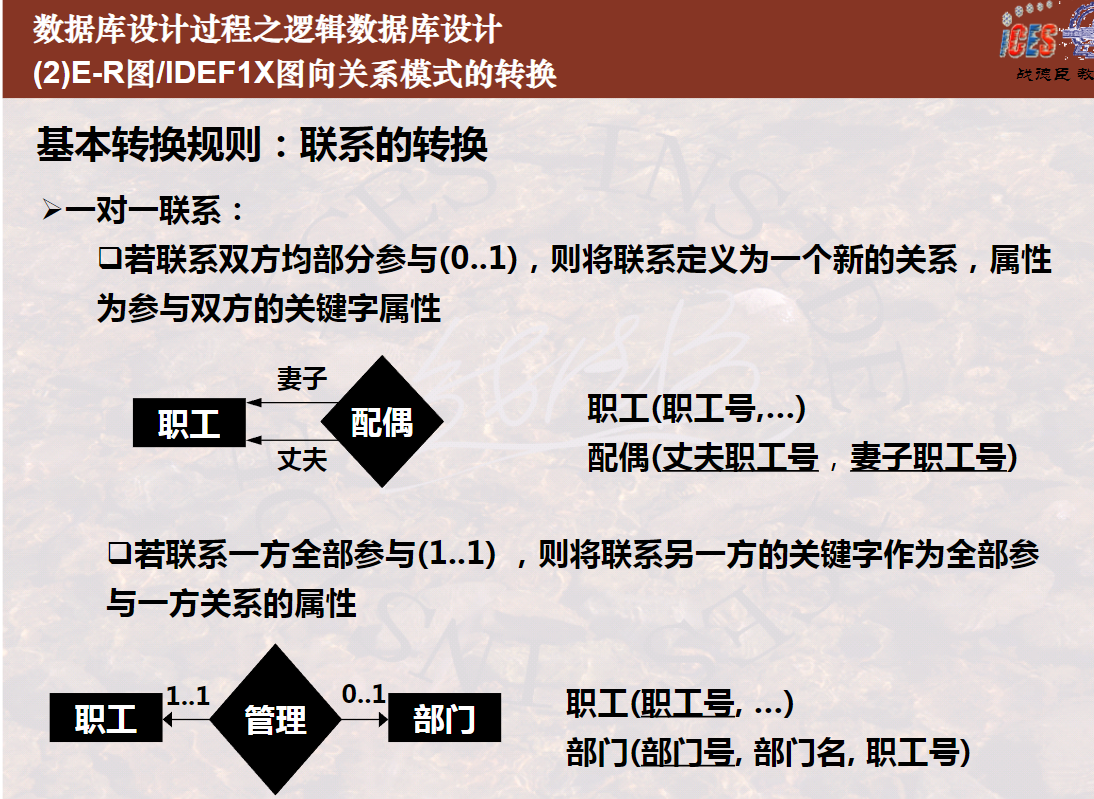 数据库设计过程之逻辑数据库设计
(2)E-R图/IDEF1X图向关系模式的转换
ICES
战德臣 教
基本转换规则：联系的转换
➢一对一联系：
❑若联系双方均部分参与(0..1)，则将联系定义为一个新的关系，属性
为参与双方的关键字属性
妻子
职工
配偶
丈夫
职工(职工号,…)
配偶(丈夫职工号，妻子职工号)
❑若联系一方全部参与(1..1) ，则将联系另一方的关键字作为全部参
与一方关系的属性
1..1
0..1
职工
管理
部门
职工(职工号, …)
部门(部门号, 部门名, 职工号)